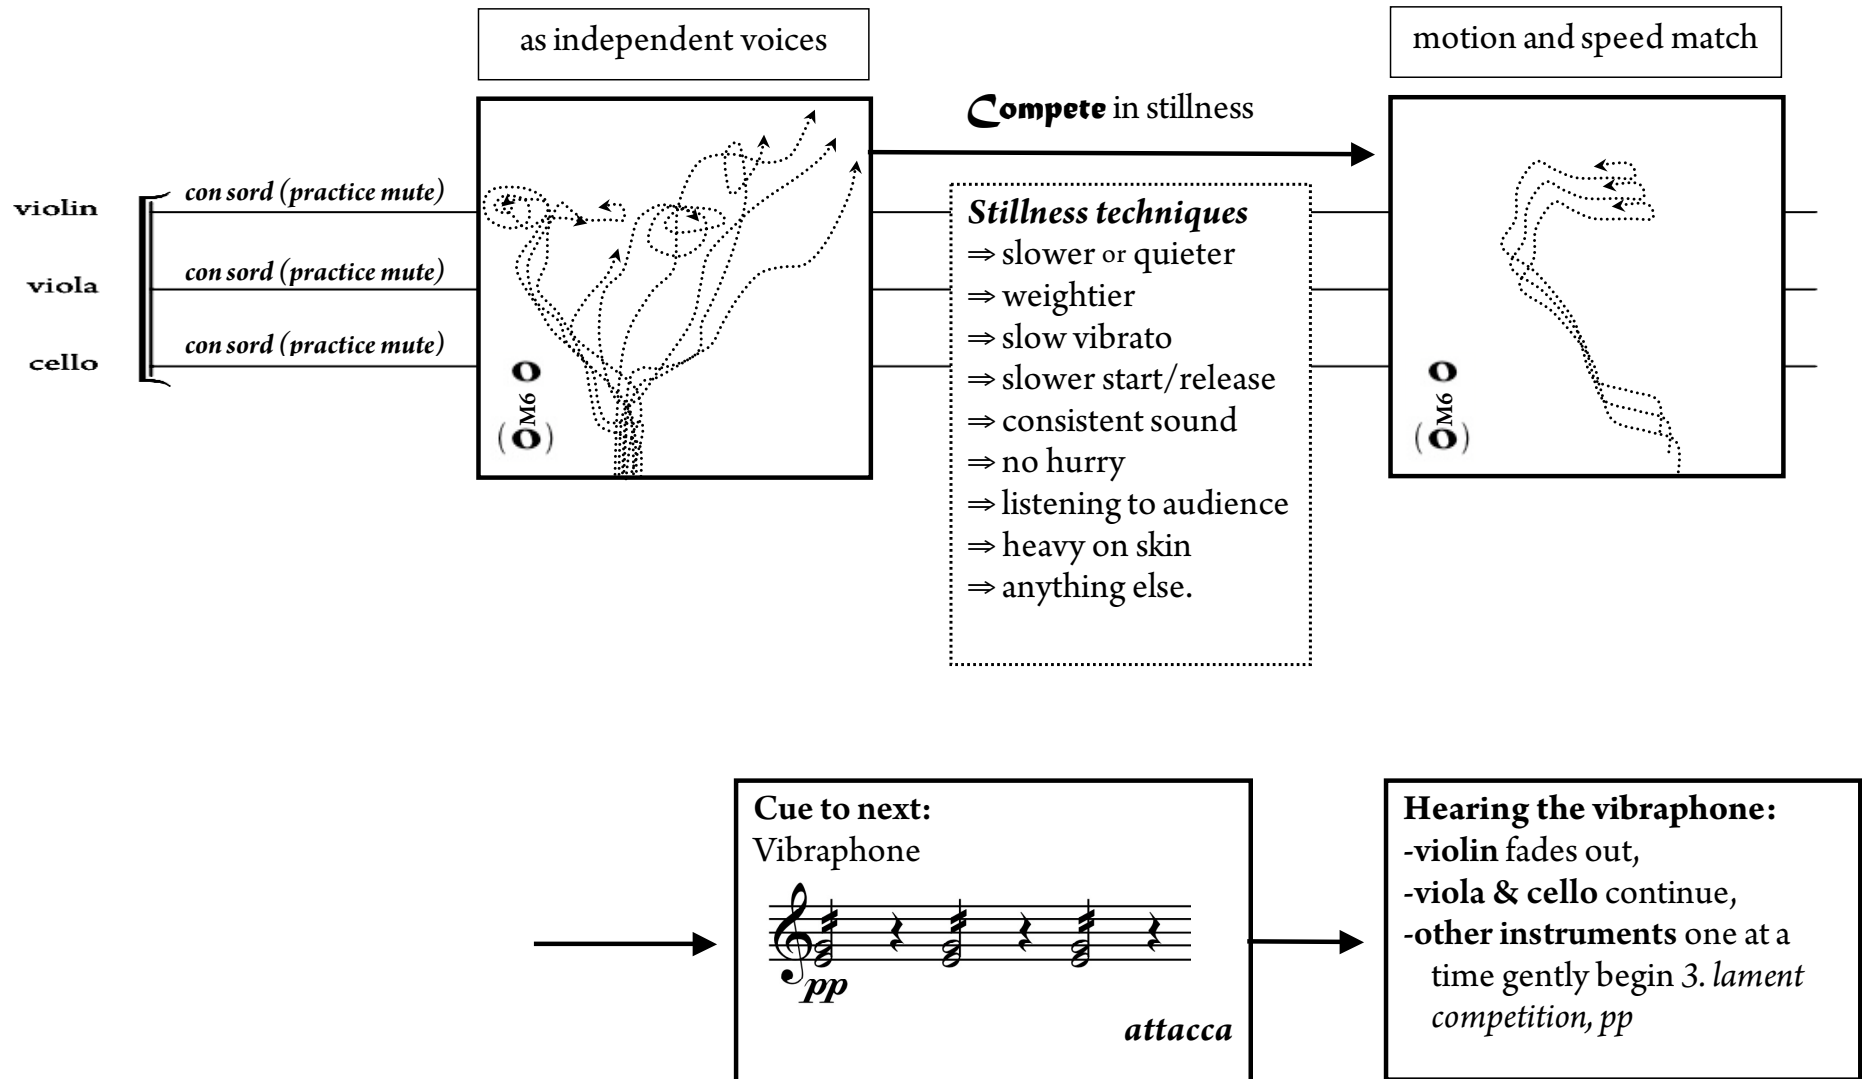 as independent voices
motion and speed match
Compete in stillness
violin
con sord (practice mute)
viola
con sord (practice mute)
cello
con sord (practice mute)
M6
Stillness techniques
⇒ slower or quieter
⇒ weightier
⇒ slow vibrato
⇒ slower start/release
⇒ consistent sound
⇒ no hurry
⇒ listening to audience
⇒ heavy on skin
⇒ anything else.
M6
Cue to next:
Vibraphone
pp
attacca
Hearing the vibraphone:
-violin fades out,
-viola & cello continue,
-other instruments one at a
time gently begin 3. lament
competition, pp